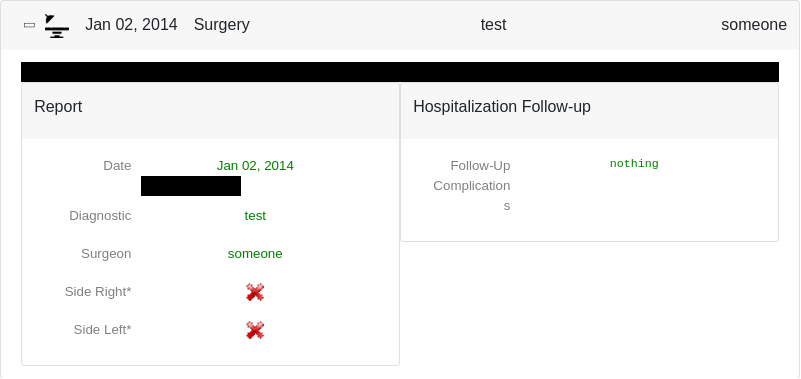 Jan 02, 2014 Surgery test someone
Report
Hospitalization Follow-up
Date Jan 02, 2014
Diagnostic test
Surgeon someone
Side Right*
Side Left*
Follow-Up nothing
Complication
s